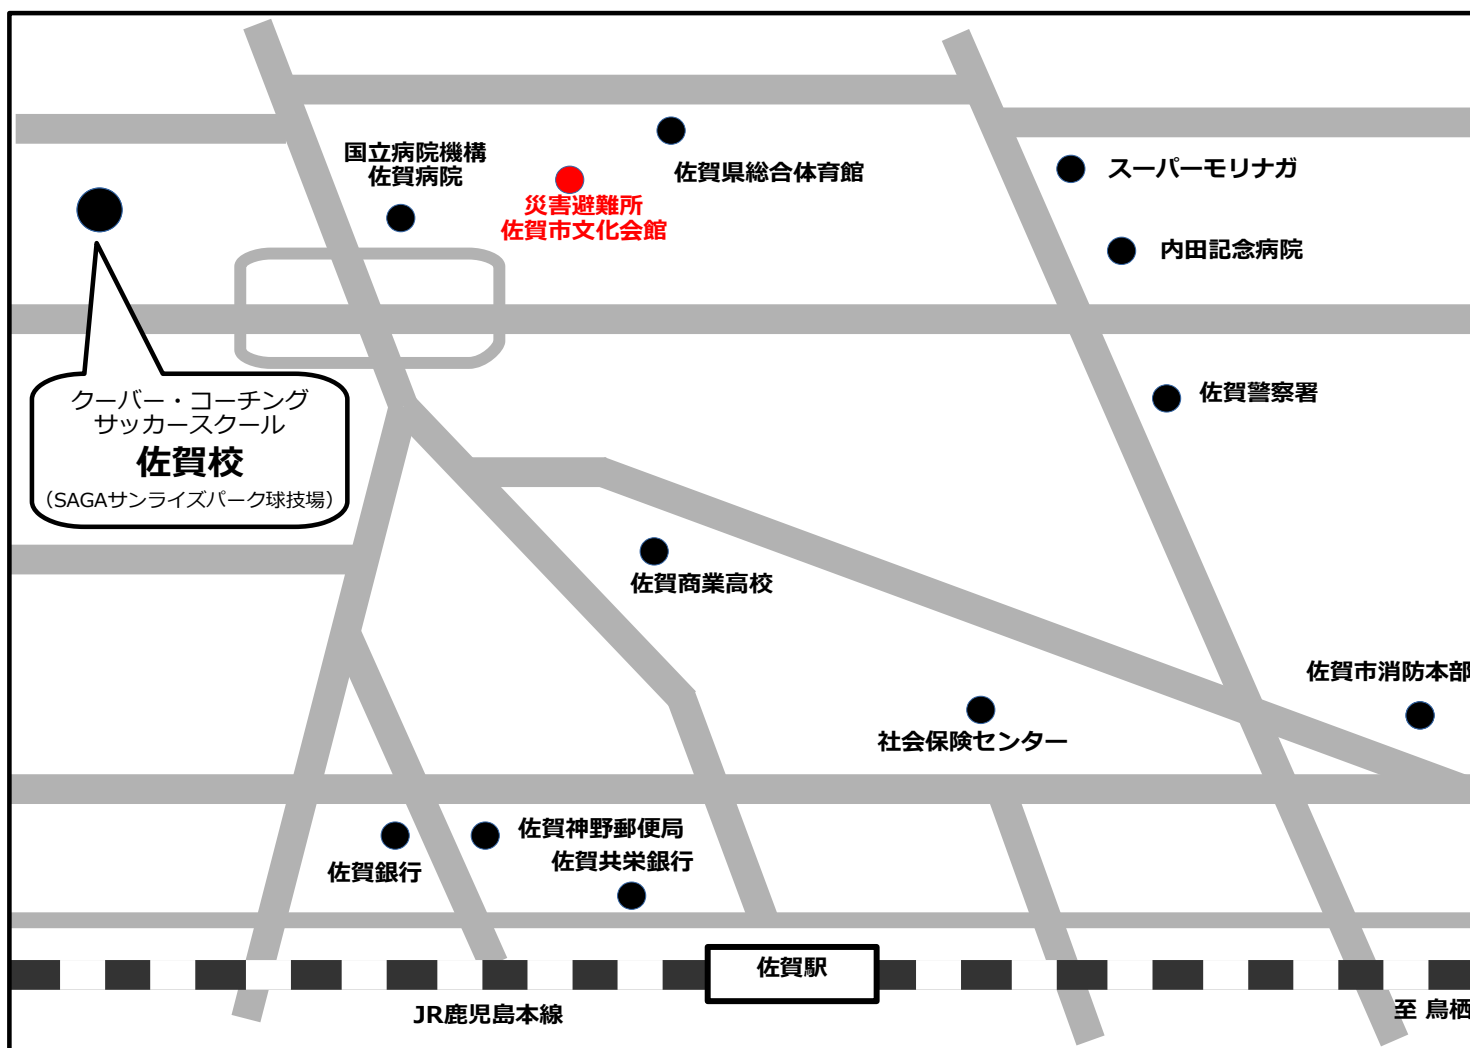 国立病院機構
佐賀病院
災害避難所
佐賀市文化会館
佐賀県総合体育館
スーパーモリナガ
内田記念病院
クーバー・コーチング
サッカースクール
佐賀校
（SAGAサンライズパーク球技場）
佐賀警察署
佐賀商業高校
佐賀市消防本部
社会保険センター
佐賀神野郵便局
佐賀共栄銀行
佐賀銀行
佐賀駅
JR鹿児島本線
至 鳥栖